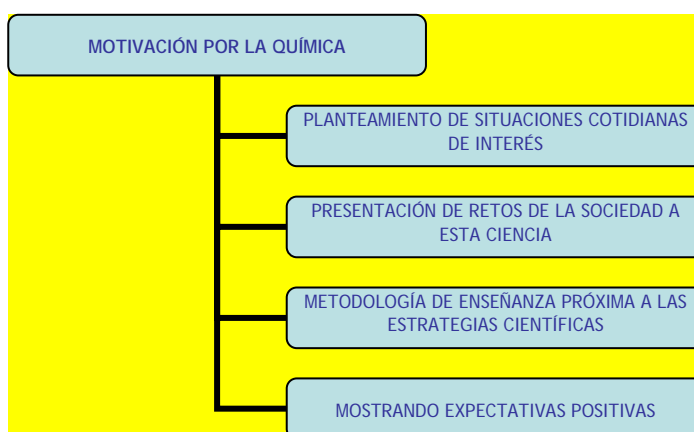 MOTIVACIÓN POR LA QUÍMICA
PLANTEAMIENTO DE SITUACIONES COTIDIANAS
DE INTERÉS
PRESENTACIÓN DE RETOS DE LA SOCIEDAD A
ESTA CIENCIA
METODOLOGÍA DE ENSEÑANZA PRÓXIMA A LAS
ESTRATEGIAS CIENTÍFICAS
MOSTRANDO EXPECTATIVAS POSITIVAS